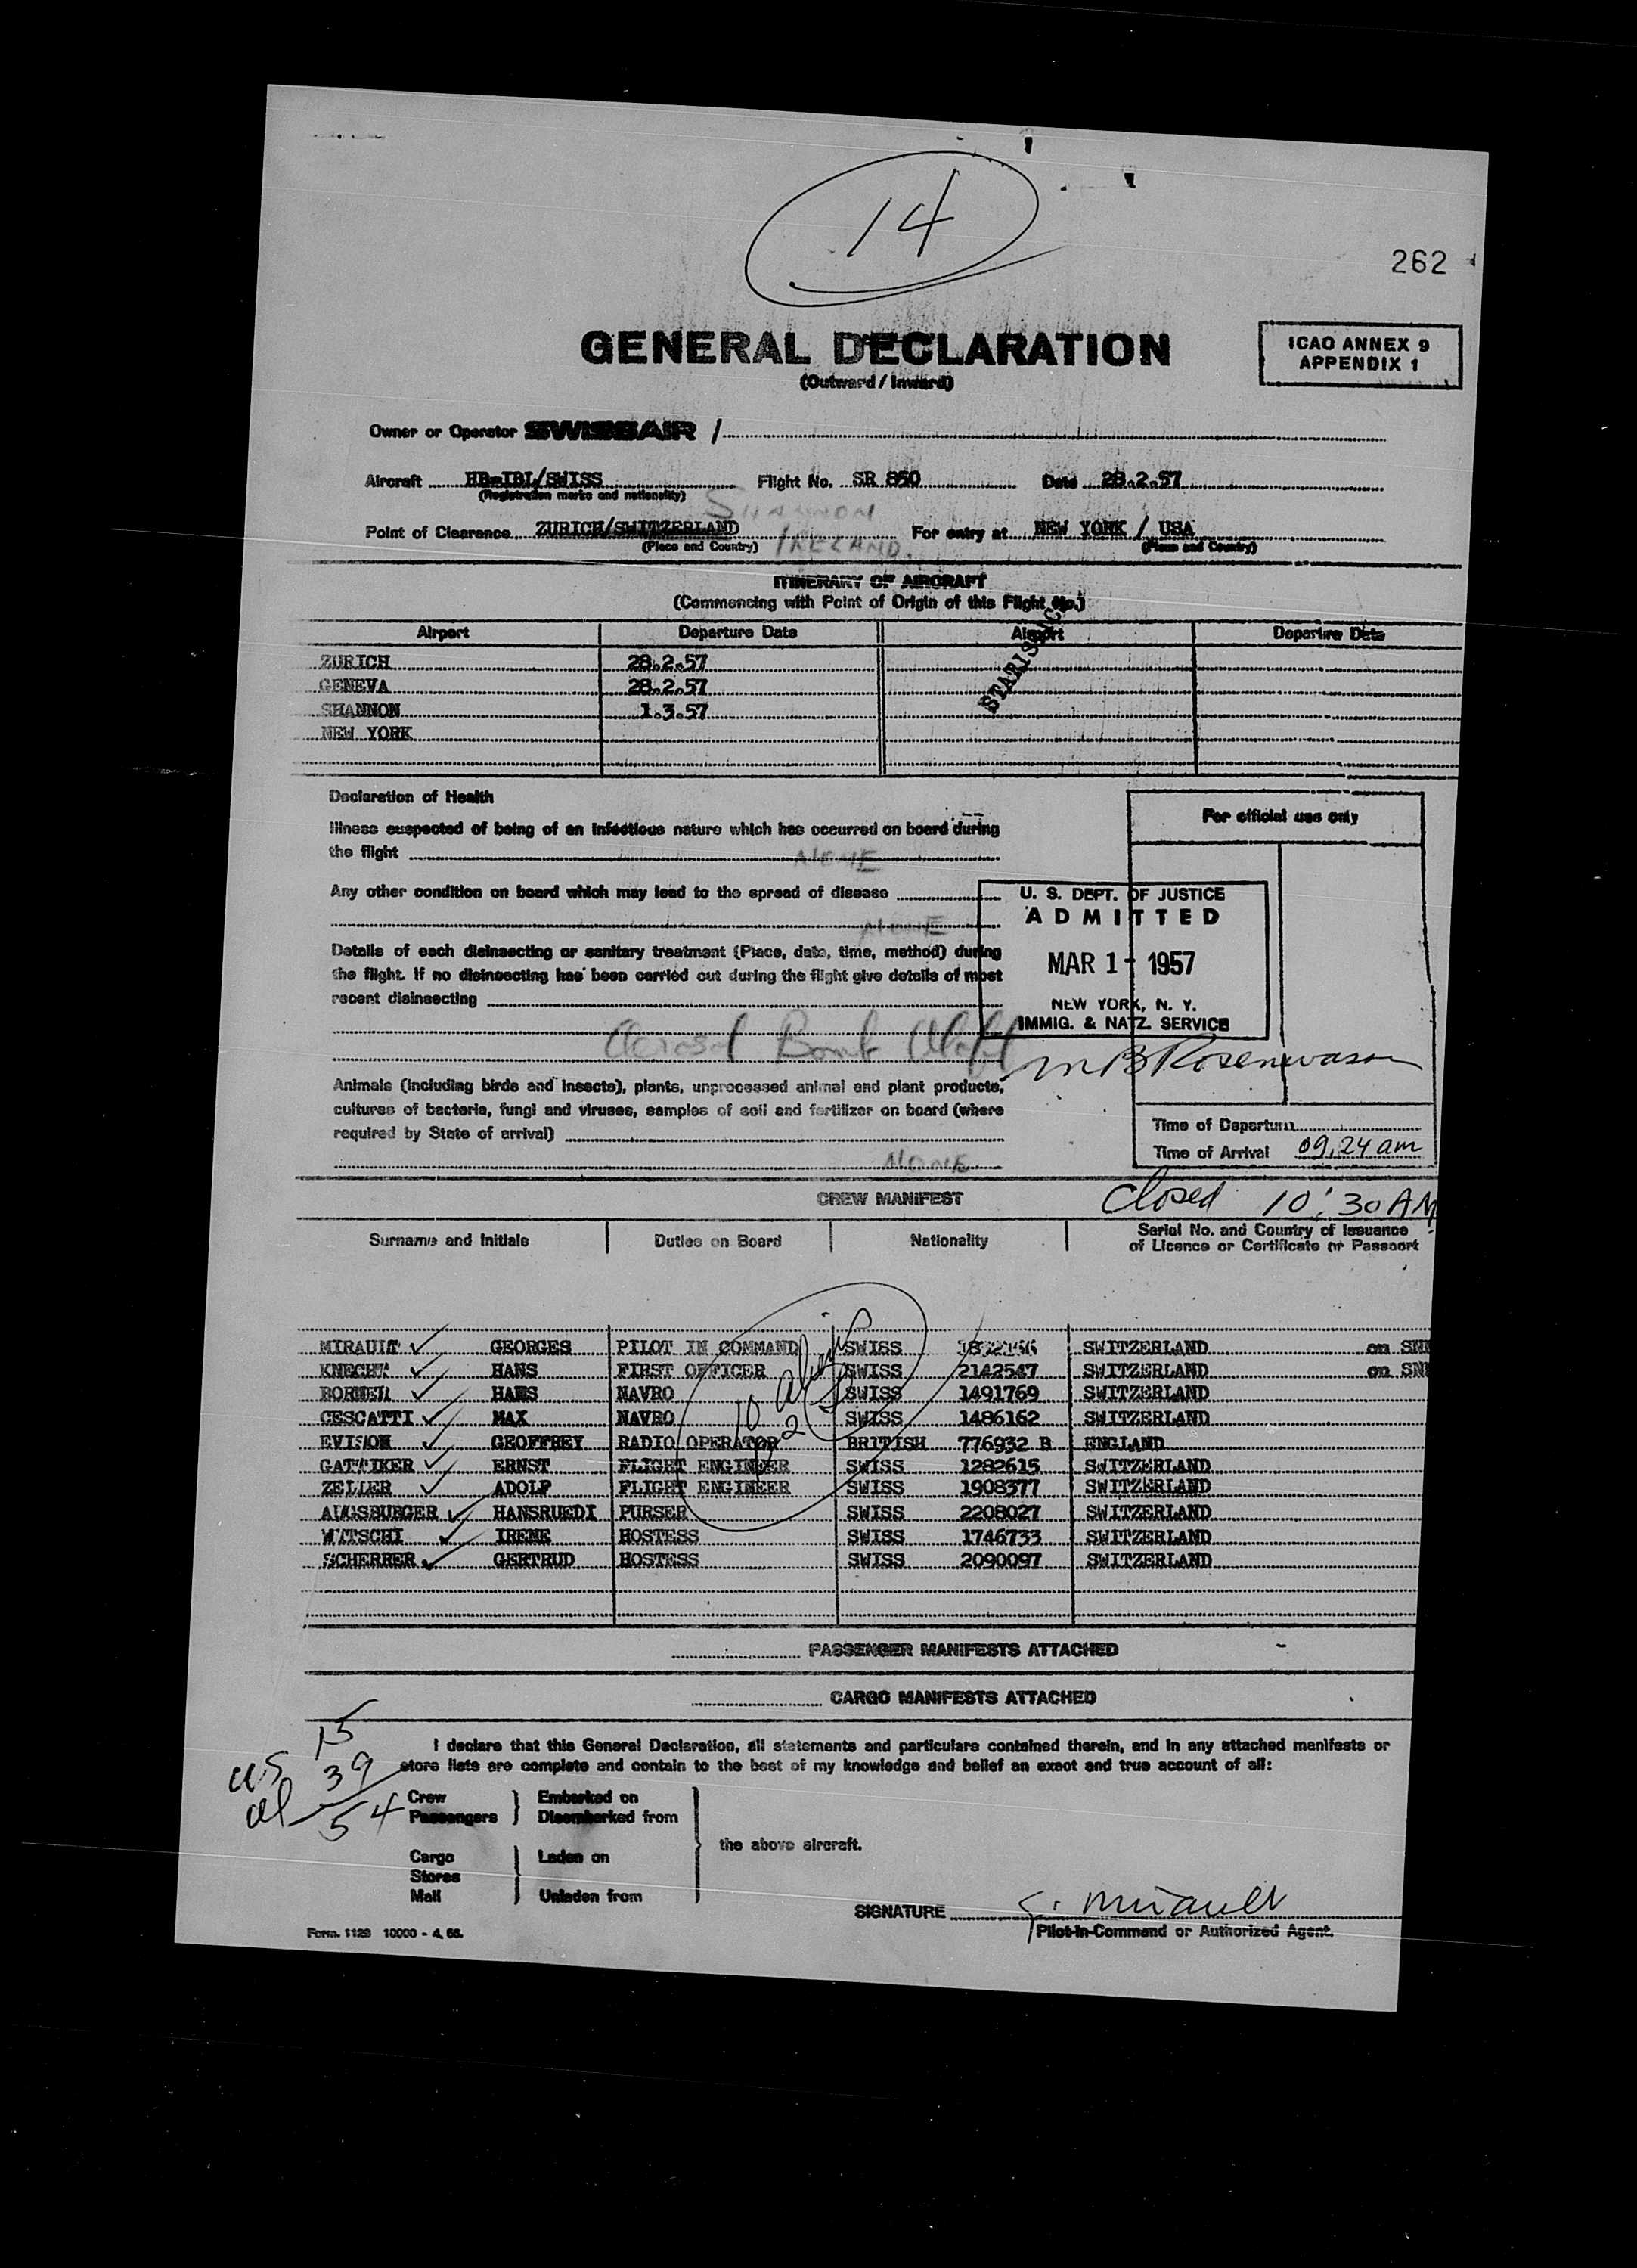 14
262
GENERAL DECLARATION
(Outward / Inward)
ICAO ANNEX 9
APPENDIX 1
Owner or Operator SWISSAIR /
Aircraft HB-IBL/SWISS Flight No. SR 850 Date 28.2.57
(Registration marks and nationality)
SHANNON
Point of Clearance ZURICH/SWITZERLAND For entry at NEW YORK / USA
(Place and Country) IRELAND (Place and Country)
ITINERARY OF AIRCRAFT
(Commencing with Point of Origin of this Flight No.)
Airport Departure Date Airport Departure Date
ZURICH 28.2.57
GENEVA 28.2.57
SHANNON 1.3.57
NEW YORK
Declaration of Health
Illness suspected of being of an infectious nature which has occurred on board during
the flight
NONE
Any other condition on board which may lead to the spread of disease
NONE
Details of each disinsecting or sanitary treatment (Place, date, time, method) during
the flight. If no disinsecting has been carried out during the flight give details of most
recent disinsecting
Aerosol Bomb
Animals (including birds and insects), plants, unprocessed animal and plant products,
cultures of bacteria, fungi and viruses, samples of soil and fertilizer on board (where
required by State of arrival)
NONE
For official use only
U. S. DEPT. OF JUSTICE
ADMITTED
MAR 1 - 1957
NEW YORK, N. Y.
IMMIG. & NATZ. SERVICE
Time of Departure
Time of Arrival 09,24 am
Closed 10:30 AM
CREW MANIFEST
Surname and Initials Duties on Board Nationality Serial No. and Country of Issuance
of Licence or Certificate or Passport
10 aliens
MIRAULT GEORGES PILOT IN COMMAND SWISS SWITZERLAND on SNN
KNECHT HANS FIRST OFFICER SWISS 2142547 SWITZERLAND on SNN
HANS NAVRO SWISS 1491769 SWITZERLAND
CESCATTI MAX NAVRO SWISS 1486162 SWITZERLAND
EVISON GEOFFREY RADIO OPERATOR BRITISH 776932 B ENGLAND
GATTIKER ERNST FLIGHT ENGINEER SWISS 1282615 SWITZERLAND
ZELLER ADOLF FLIGHT ENGINEER SWISS 1908377 SWITZERLAND
AUGSBURGER HANSRUEDI PURSER SWISS 2208027 SWITZERLAND
IRENE HOSTESS SWISS 1746733 SWITZERLAND
SCHERRER GERTRUD HOSTESS SWISS 2090097 SWITZERLAND
PASSENGER MANIFESTS ATTACHED
CARGO MANIFESTS ATTACHED
15
us 39
al 54
I declare that this General Declaration, all statements and particulars contained therein, and in any attached manifests or
store lists are complete and contain to the best of my knowledge and belief an exact and true account of all:
Crew Embarked on
Passengers Disembarked from
the above aircraft.
Cargo Laden on
Stores
Mail Unladen from
SIGNATURE G. Mirault
Pilot-in-Command or Authorized Agent.
Form. 1129 10000 - 4. 56.